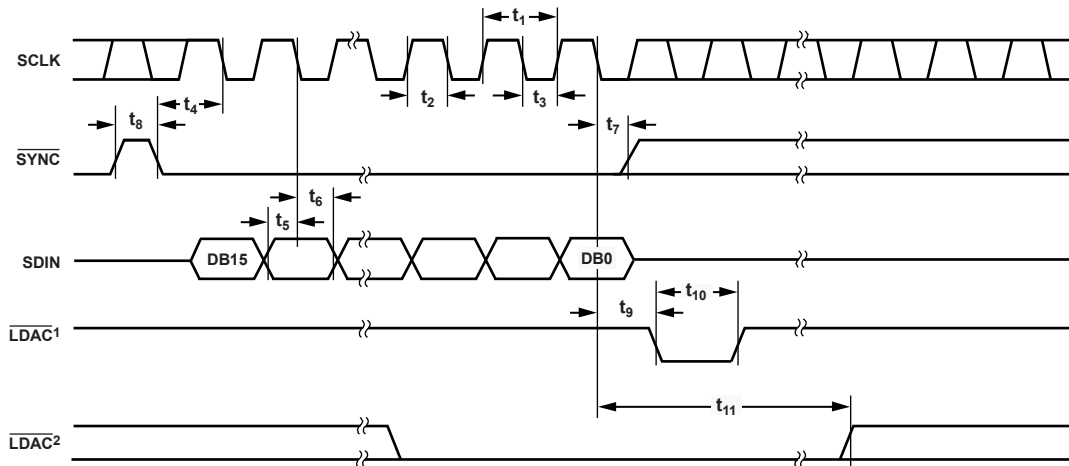 t1
SCLK
t2
t3
t4
t8
t7
SYNC
t6
t5
SDIN
DB15
DB0
t10
t9
LDAC1
t11
LDAC2